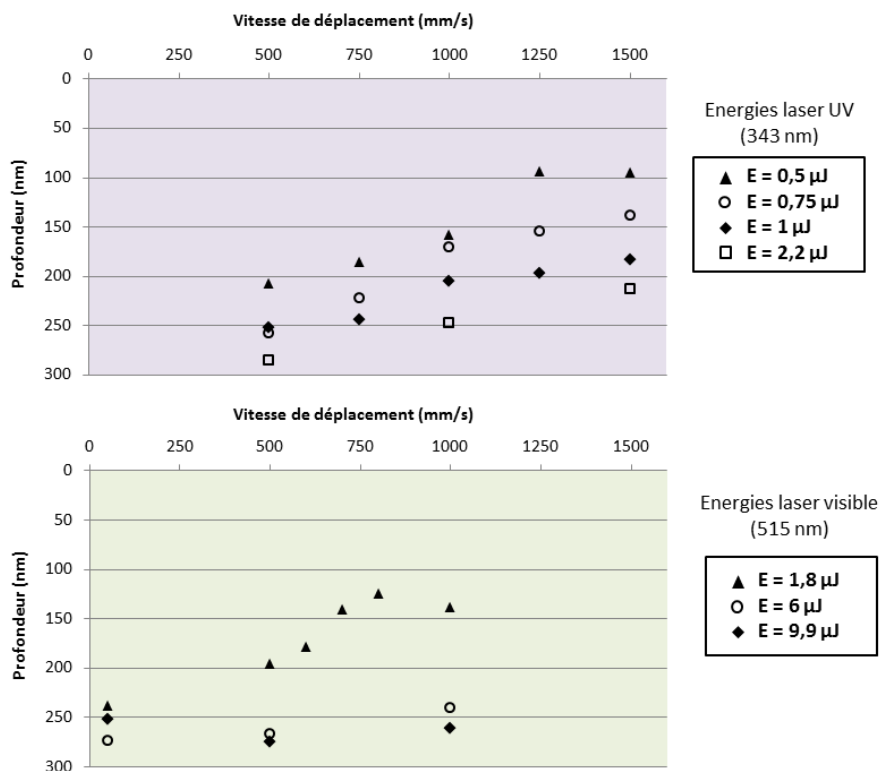 Vitesse de déplacement (mm/s)
0 250 500 750 1000 1250 1500
Profondeur (nm)
0
50
100
150
200
250
300
Energies laser UV
(343 nm)
E = 0,5 µJ
E = 0,75 µJ
E = 1 µJ
E = 2,2 µJ
Vitesse de déplacement (mm/s)
0 250 500 750 1000 1250 1500
Profondeur (nm)
0
50
100
150
200
250
300
Energies laser visible
(515 nm)
E = 1,8 µJ
E = 6 µJ
E = 9,9 µJ